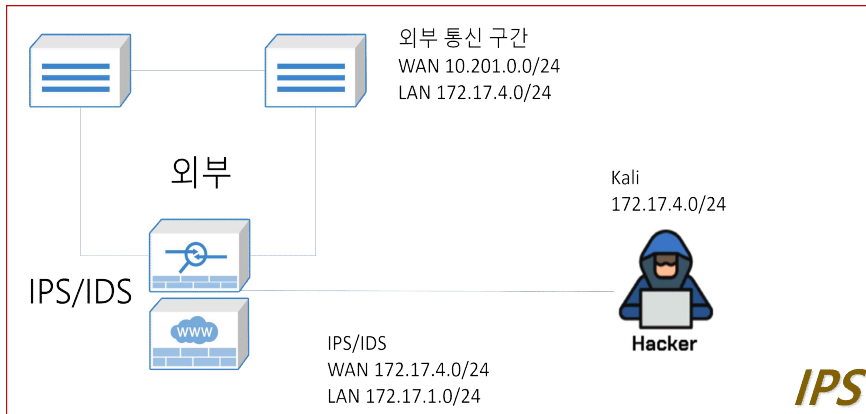 외부 통신 구간
WAN 10.201.0.0/24
LAN 172.17.4.0/24
외부
Kali
172.17.4.0/24
IPS/IDS
WWW
Hacker
IPS/IDS
WAN 172.17.4.0/24
LAN 172.17.1.0/24
IPS